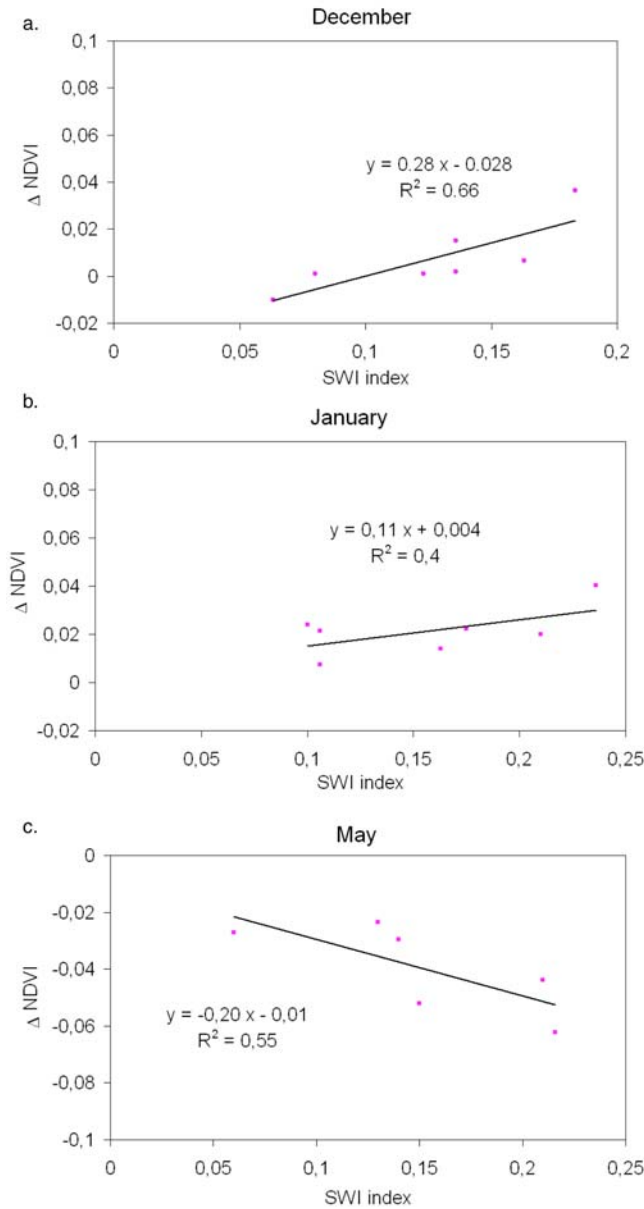 a.
December
0,1
0,08
0,06
0,04
0,02
0
-0,02
Δ NDVI
y = 0.28 x - 0.028
R² = 0.66
0
0,05
0,1
0,15
0,2
SWI index
b.
January
0,1
0,08
0,06
0,04
0,02
0
-0,02
Δ NDVI
y = 0,11 x + 0,004
R² = 0,4
0
0,05
0,1
0,15
0,2
0,25
SWI index
c.
May
0
-0,02
-0,04
-0,06
-0,08
-0,1
Δ NDVI
y = -0,20 x - 0,01
R² = 0,55
0
0,05
0,1
0,15
0,2
0,25
SWI index